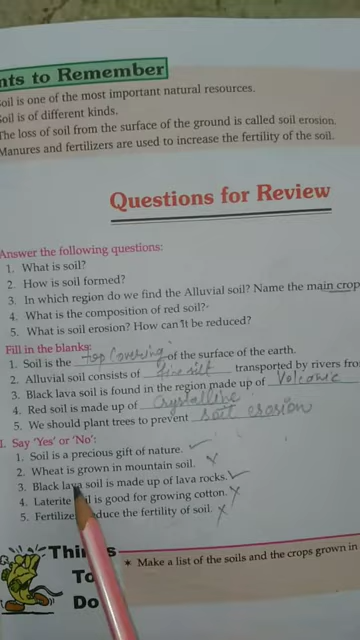 nts to Remember
Soil is one of the most important natural resources.
Soil is of different kinds.
The loss of soil from the surface of the ground is called soil erosion.
Manures and fertilizers are used to increase the fertility of the soil.
Questions for Review
Answer the following questions:
1. What is soil?
2. How is soil formed?
3. In which region do we find the Alluvial soil? Name the main crop
4. What is the composition of red soil?
5. What is soil erosion? How can it be reduced?
Fill in the blanks:
1. Soil is the top covering of the surface of the earth.
2. Alluvial soil consists of fine silt transported by rivers from
3. Black lava soil is found in the region made up of Volcanic
4. Red soil is made up of Crystalline
5. We should plant trees to prevent soil erosion
I. Say 'Yes' or 'No':
1. Soil is a precious gift of nature. ✓
2. Wheat is grown in mountain soil. x
3. Black lava soil is made up of lava rocks. ✓
4. Laterite soil is good for growing cotton. x
5. Fertilize reduce the fertility of soil. x
Things
To
Do
* Make a list of the soils and the crops grown in